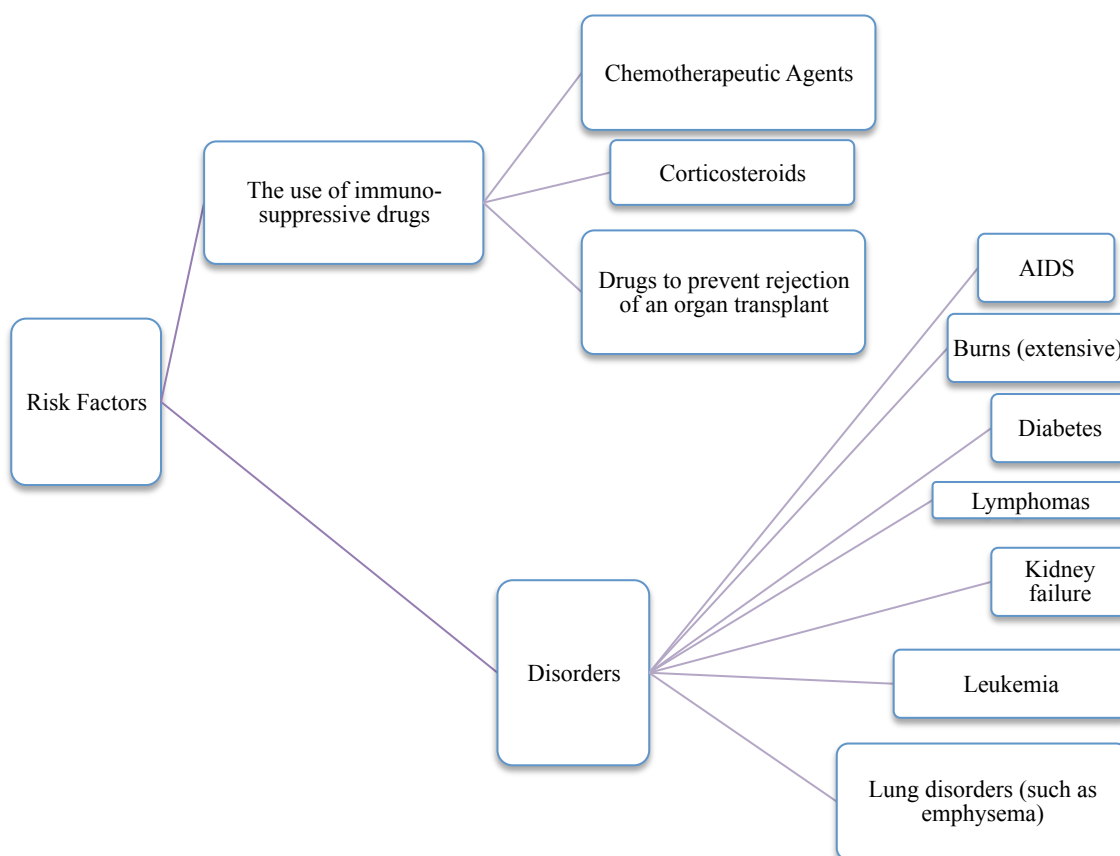 Chemotherapeutic Agents
The use of immuno-
suppressive drugs
Corticosteroids
Drugs to prevent rejection
of an organ transplant
Risk Factors
AIDS
Burns (extensive)
Diabetes
Lymphomas
Kidney
failure
Disorders
Leukemia
Lung disorders (such as
emphysema)